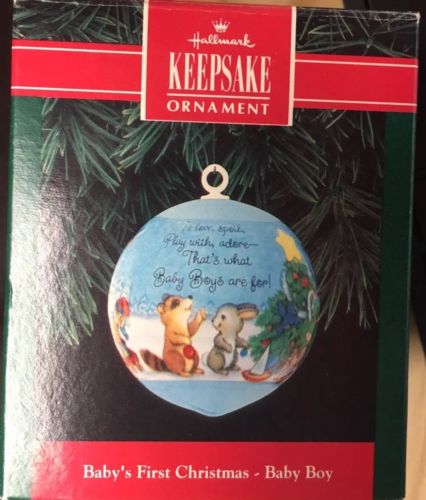 Hallmark
KEEPSAKE
ORNAMENT
To love, spoil,
Play with, adore—
That's what
Baby Boys are for!
Baby's First Christmas - Baby Boy